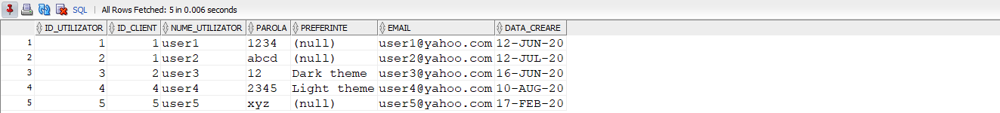 SQL | All Rows Fetched: 5 in 0.006 seconds
ID_UTILIZATOR ID_CLIENT NUME_UTILIZATOR PAROLA PREFERINTE EMAIL DATA_CREARE
1 1 1 user1 1234 (null) user1@yahoo.com 12-JUN-20
2 2 1 user2 abcd (null) user2@yahoo.com 12-JUL-20
3 3 2 user3 12 Dark theme user3@yahoo.com 16-JUN-20
4 4 4 user4 2345 Light theme user4@yahoo.com 10-AUG-20
5 5 5 user5 xyz (null) user5@yahoo.com 17-FEB-20